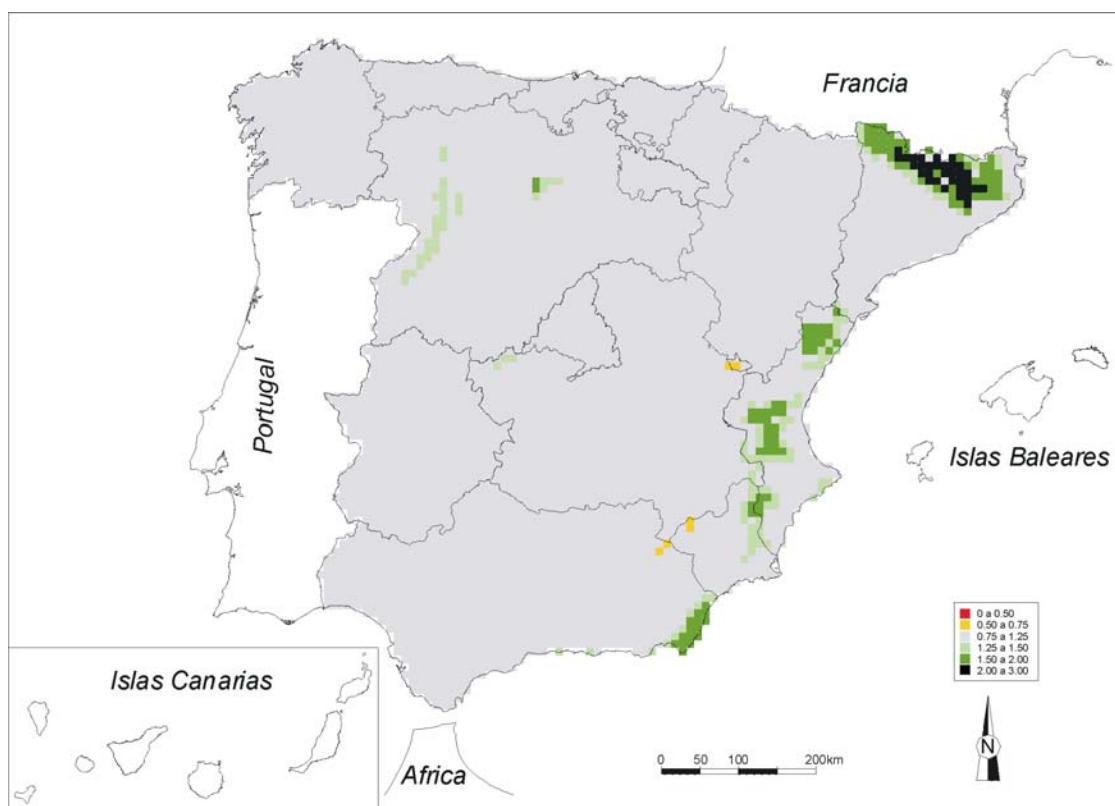 Francia
Portugal
Islas Baleares
Islas Canarias
Africa
0 a 0.50
0.50 a 0.75
0.75 a 1.25
1.25 a 1.50
1.50 a 2.00
2.00 a 3.00
N
0 50 100 200km